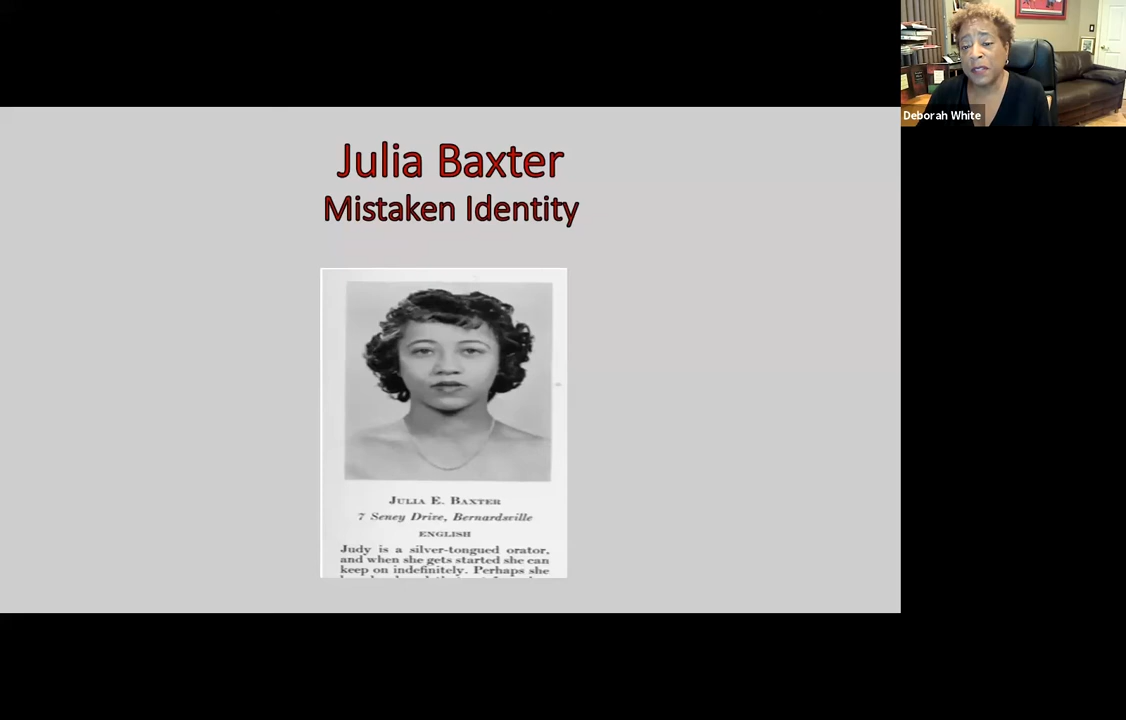 Deborah White
Julia Baxter
Mistaken Identity
JULIA E. BAXTER
7 Seney Drive, Bernardsville
ENGLISH
Judy is a silver-tongued orator,
and when she gets started she can
keep on indefinitely. Perhaps she